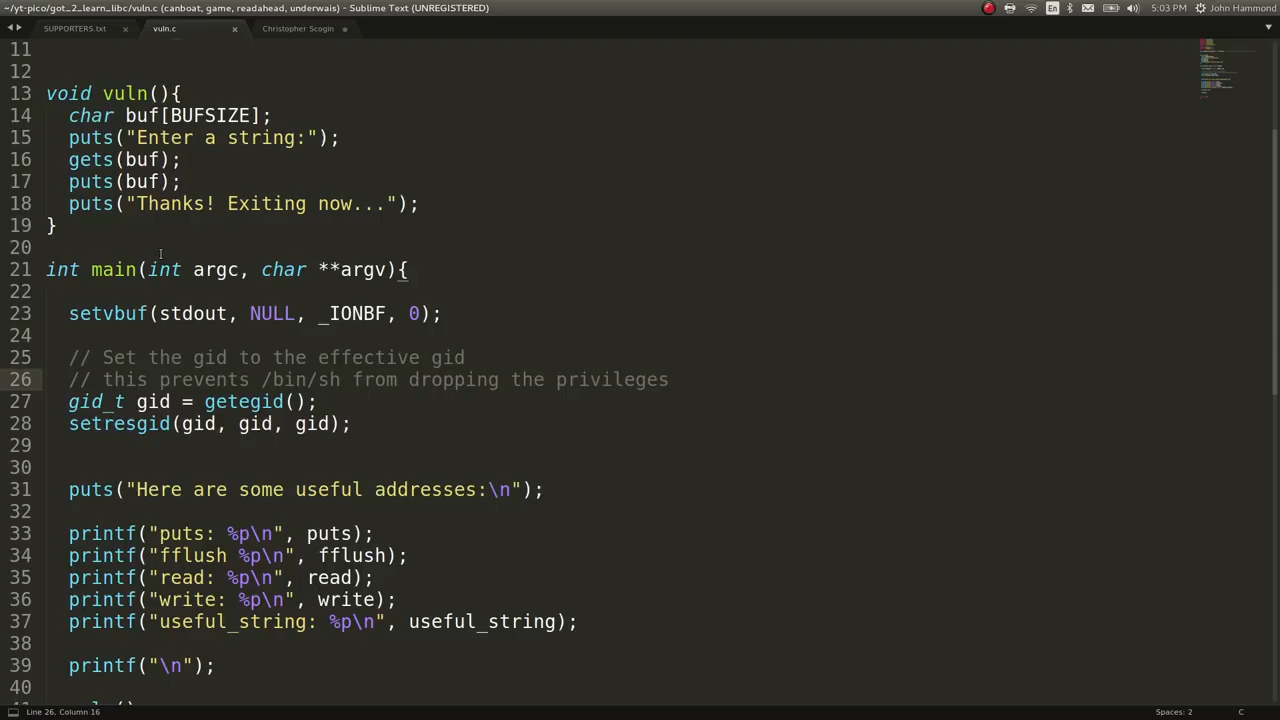 ~/yt-pico/got_2_learn_libc/vuln.c (canboat, game, readahead, underwais) - Sublime Text (UNREGISTERED)
En
5:03 PM
John Hammond
SUPPORTERS.txt
vuln.c
Christopher Scogin
11
12
13 void vuln(){
14 char buf[BUFSIZE];
15 puts("Enter a string:");
16 gets(buf);
17 puts(buf);
18 puts("Thanks! Exiting now...");
19 }
20
21 int main(int argc, char **argv){
22
23 setvbuf(stdout, NULL, _IONBF, 0);
24
25 // Set the gid to the effective gid
26 // this prevents /bin/sh from dropping the privileges
27 gid_t gid = getegid();
28 setresgid(gid, gid, gid);
29
30
31 puts("Here are some useful addresses:\n");
32
33 printf("puts: %p\n", puts);
34 printf("fflush %p\n", fflush);
35 printf("read: %p\n", read);
36 printf("write: %p\n", write);
37 printf("useful_string: %p\n", useful_string);
38
39 printf("\n");
40
Line 26, Column 16
Spaces: 2
C